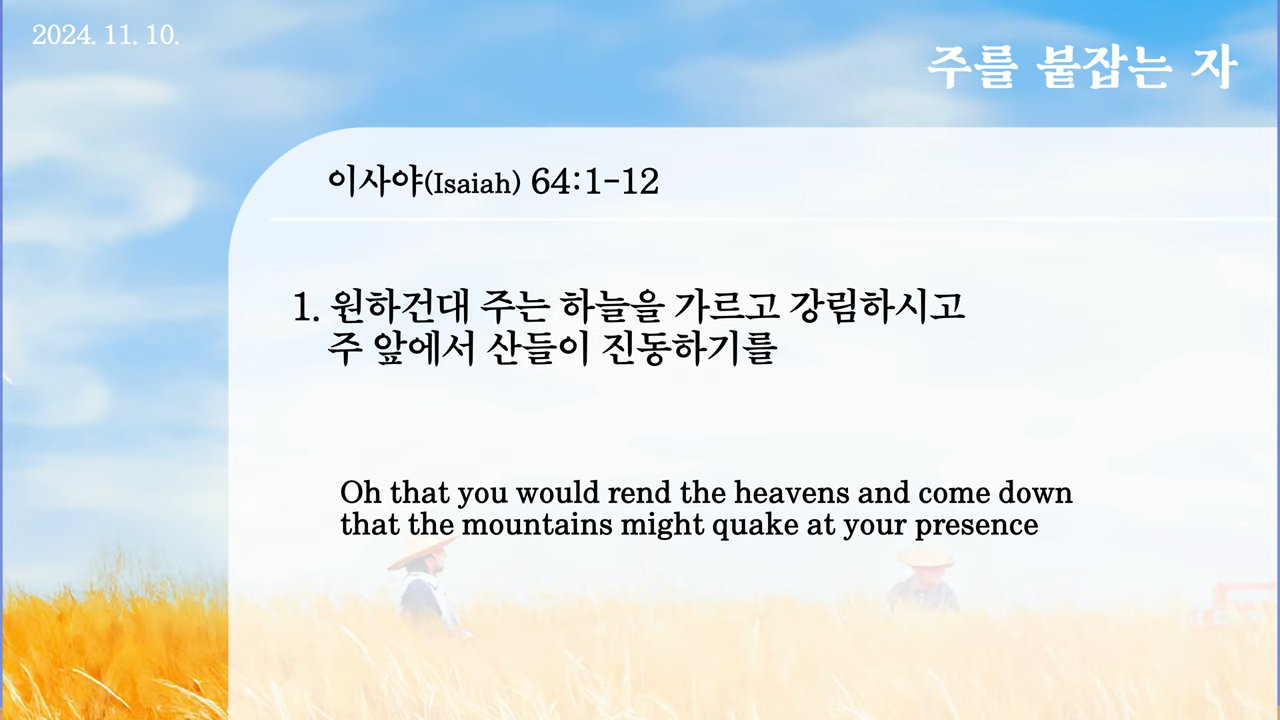 2024. 11. 10.
주를 붙잡는 자
이사야(Isaiah) 64:1-12
1. 원하건대 주는 하늘을 가르고 강림하시고
주 앞에서 산들이 진동하기를
Oh that you would rend the heavens and come down
that the mountains might quake at your presence